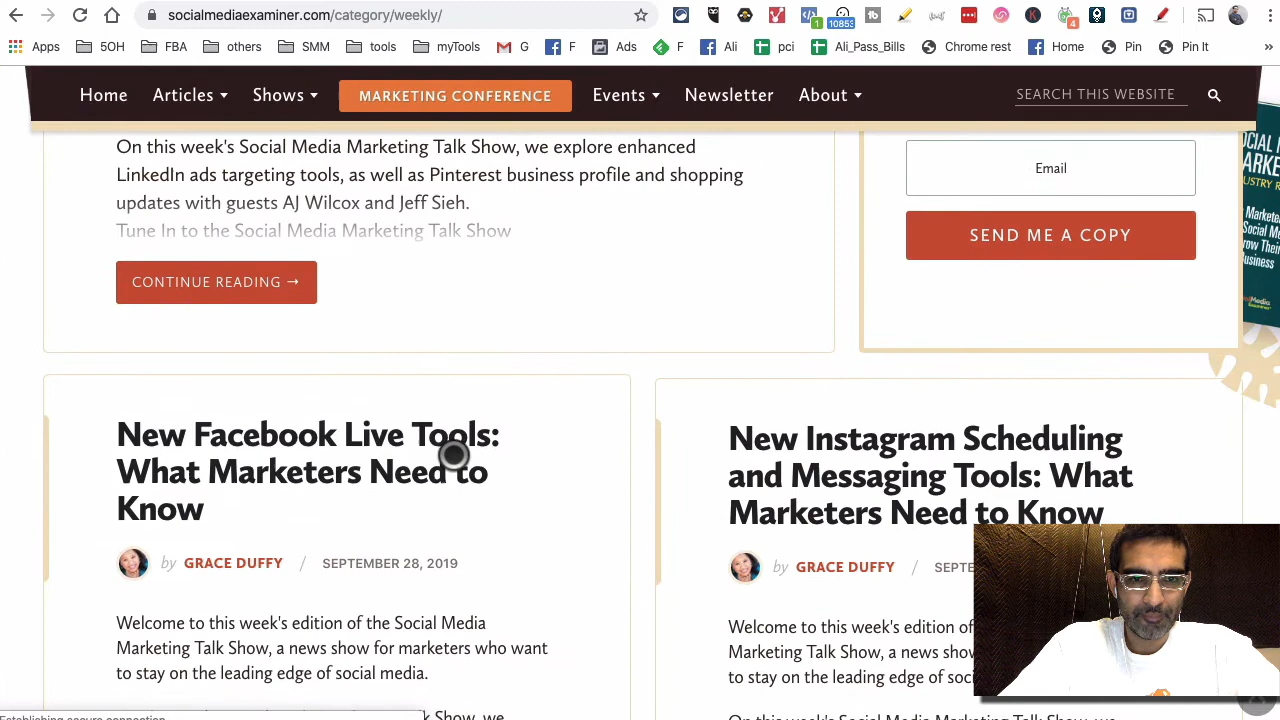 socialmediaexaminer.com/category/weekly/
1
10853
4
Apps 5OH FBA others SMM tools myTools G F Ads F Ali pci Ali_Pass_Bills Chrome rest Home Pin Pin It »
Home Articles Shows MARKETING CONFERENCE Events Newsletter About SEARCH THIS WEBSITE
On this week's Social Media Marketing Talk Show, we explore enhanced
LinkedIn ads targeting tools, as well as Pinterest business profile and shopping
updates with guests AJ Wilcox and Jeff Sieh.
Tune In to the Social Media Marketing Talk Show
CONTINUE READING →
Email
SEND ME A COPY
New Facebook Live Tools:
What Marketers Need to
Know
by GRACE DUFFY / SEPTEMBER 28, 2019
Welcome to this week's edition of the Social Media
Marketing Talk Show, a news show for marketers who want
to stay on the leading edge of social media.
k Show, we
New Instagram Scheduling
and Messaging Tools: What
Marketers Need to Know
by GRACE DUFFY / SEPTE
Welcome to this week's edition of
Marketing Talk Show, a news show
to stay on the leading edge of soci